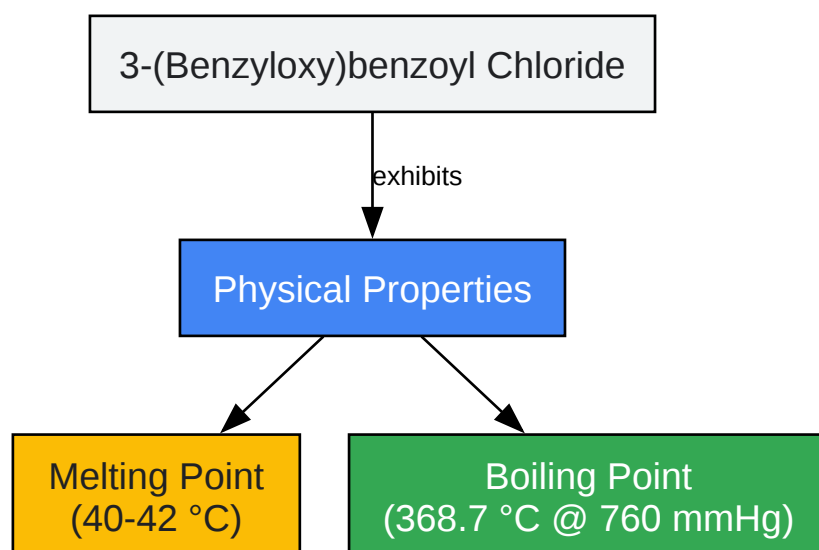 3-(Benzyloxy)benzoyl Chloride
exhibits
Physical Properties
Melting Point
(40-42 °C)
Boiling Point
(368.7 °C @ 760 mmHg)